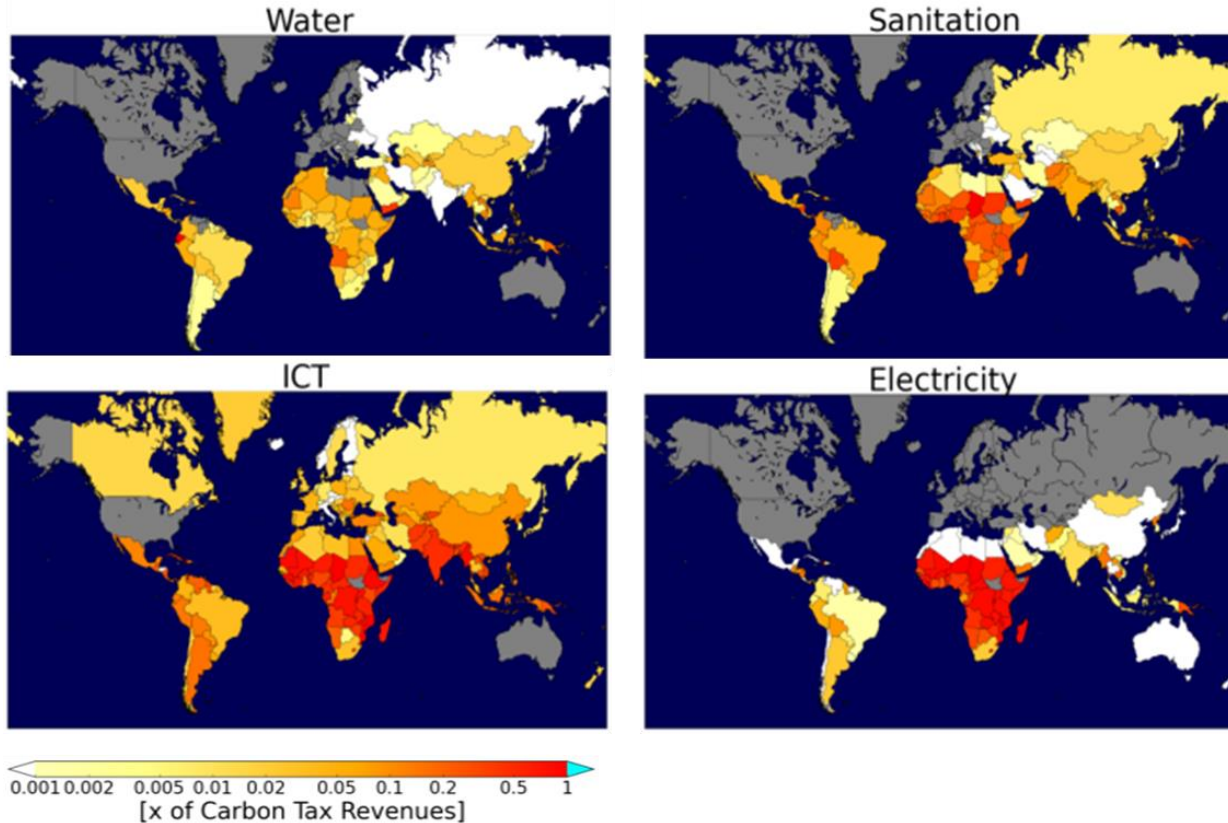 Water
Sanitation
ICT
Electricity
0.001 0.002 0.005 0.01 0.02 0.05 0.1 0.2 0.5 1
[x of Carbon Tax Revenues]